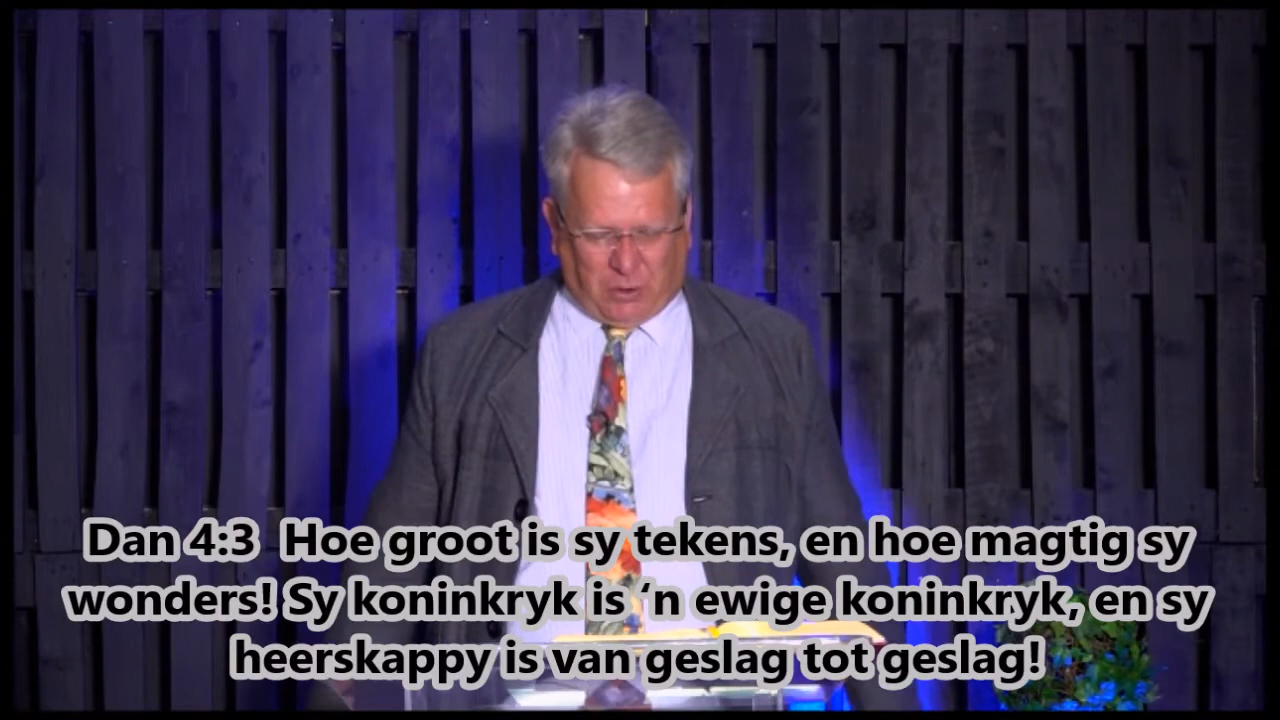 Dan 4:3  Hoe groot is sy tekens, en hoe magtig sy
wonders! Sy koninkryk is ‘n ewige koninkryk, en sy
heerskappy is van geslag tot geslag!